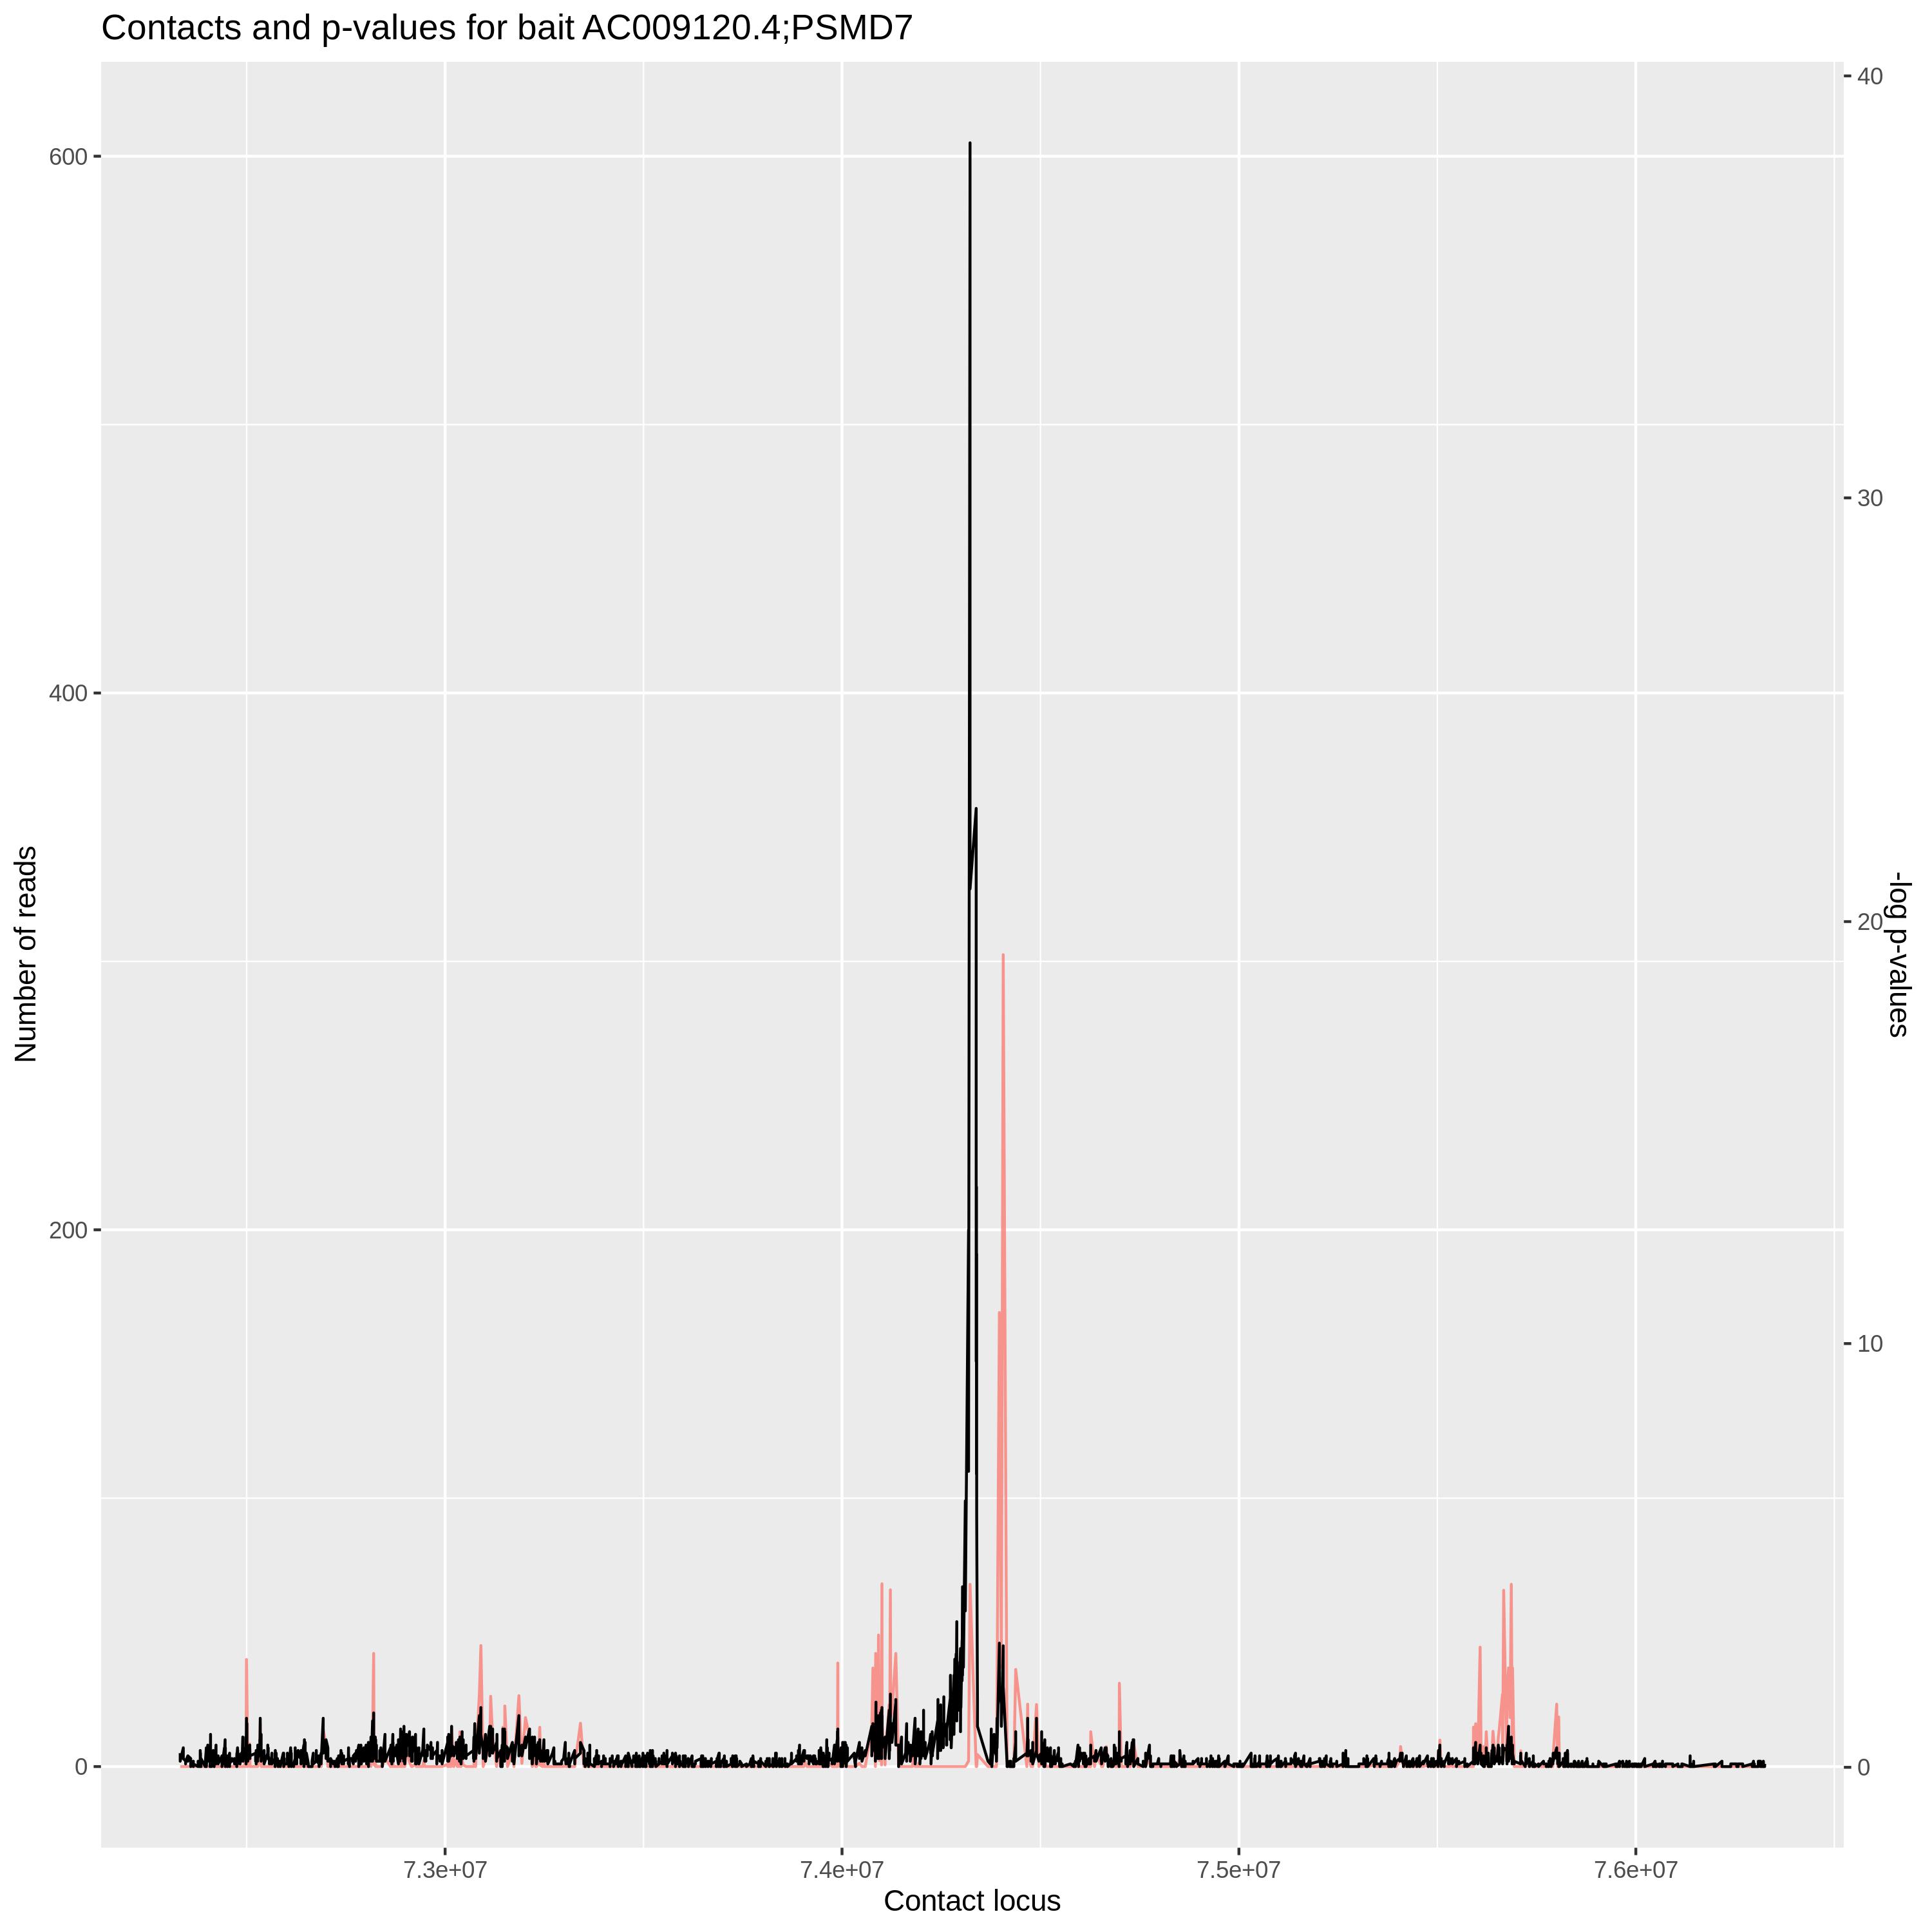 Contacts and p-values for bait AC009120.4;PSMD7
Number of reads
600
400
200
0
40
30
20
10
0
-log p-values
7.3e+07
7.4e+07
7.5e+07
7.6e+07
Contact locus